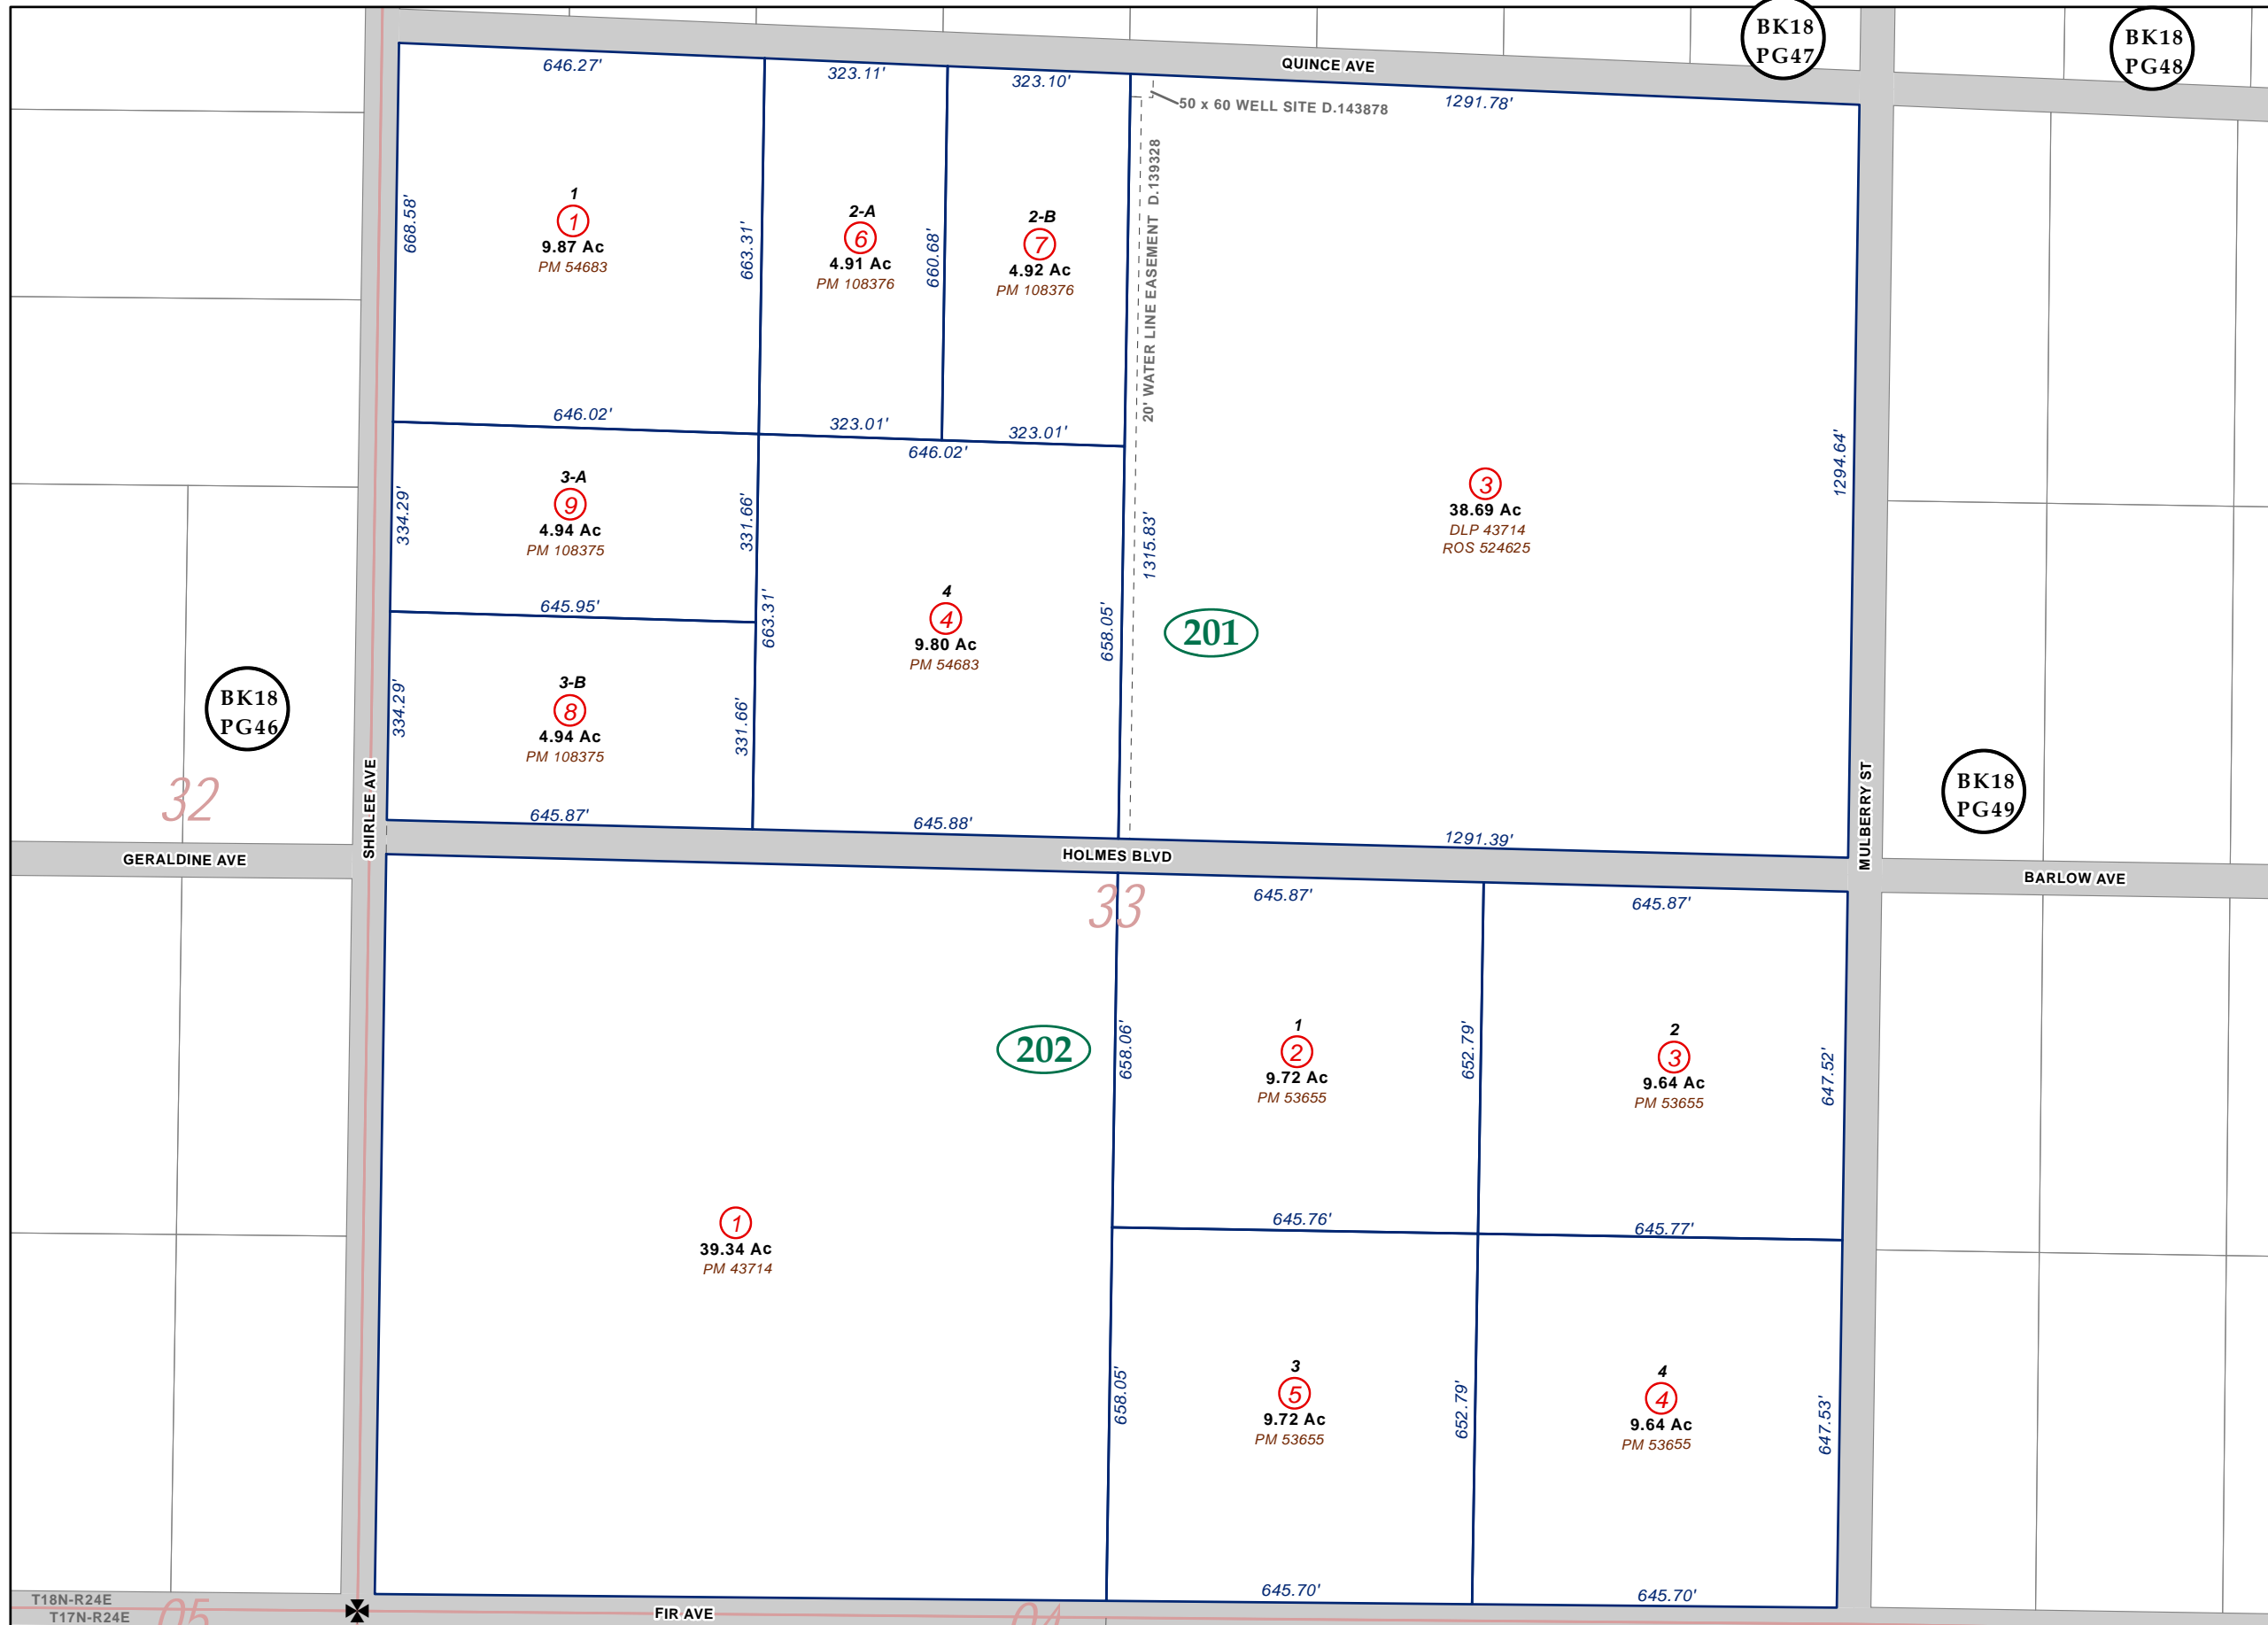 BK18
PG47
BK18
PG48
QUINCE AVE
646.27'
323.11'
323.10'
1291.78'
50 x 60 WELL SITE D.143878
20' WATER LINE EASEMENT D.139328
668.58'
1
1
9.87 Ac
PM 54683
663.31'
2-A
6
4.91 Ac
PM 108376
660.68'
2-B
7
4.92 Ac
PM 108376
646.02'
323.01'
323.01'
646.02'
1294.64'
3
38.69 Ac
DLP 43714
ROS 524625
334.29'
3-A
9
4.94 Ac
PM 108375
331.66'
1315.83'
645.95'
663.31'
4
4
9.80 Ac
PM 54683
658.05'
201
334.29'
3-B
8
4.94 Ac
PM 108375
331.66'
BK18
PG46
32
SHIRLEE AVE
MULBERRY ST
BK18
PG49
645.87'
645.88'
1291.39'
GERALDINE AVE
HOLMES BLVD
BARLOW AVE
33
645.87'
645.87'
202
658.06'
1
2
9.72 Ac
PM 53655
652.79'
2
3
9.64 Ac
PM 53655
647.52'
645.76'
645.77'
1
39.34 Ac
PM 43714
658.05'
3
5
9.72 Ac
PM 53655
652.79'
4
4
9.64 Ac
PM 53655
647.53'
645.70'
645.70'
T18N-R24E
T17N-R24E
05
FIR AVE
04